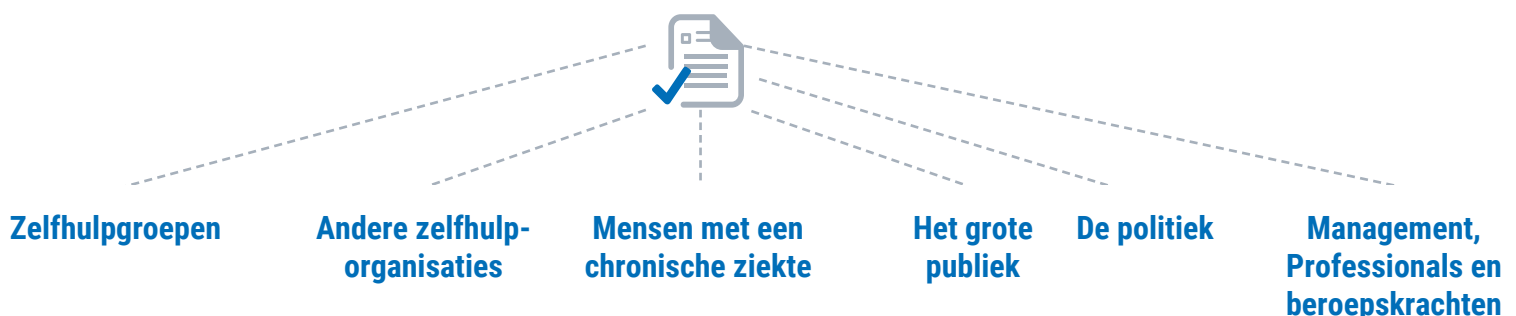 Zelfhulpgroepen
Andere zelfhulp-
organisaties
Mensen met een
chronische ziekte
Het grote
publiek
De politiek
Management,
Professionals en
beroepskrachten